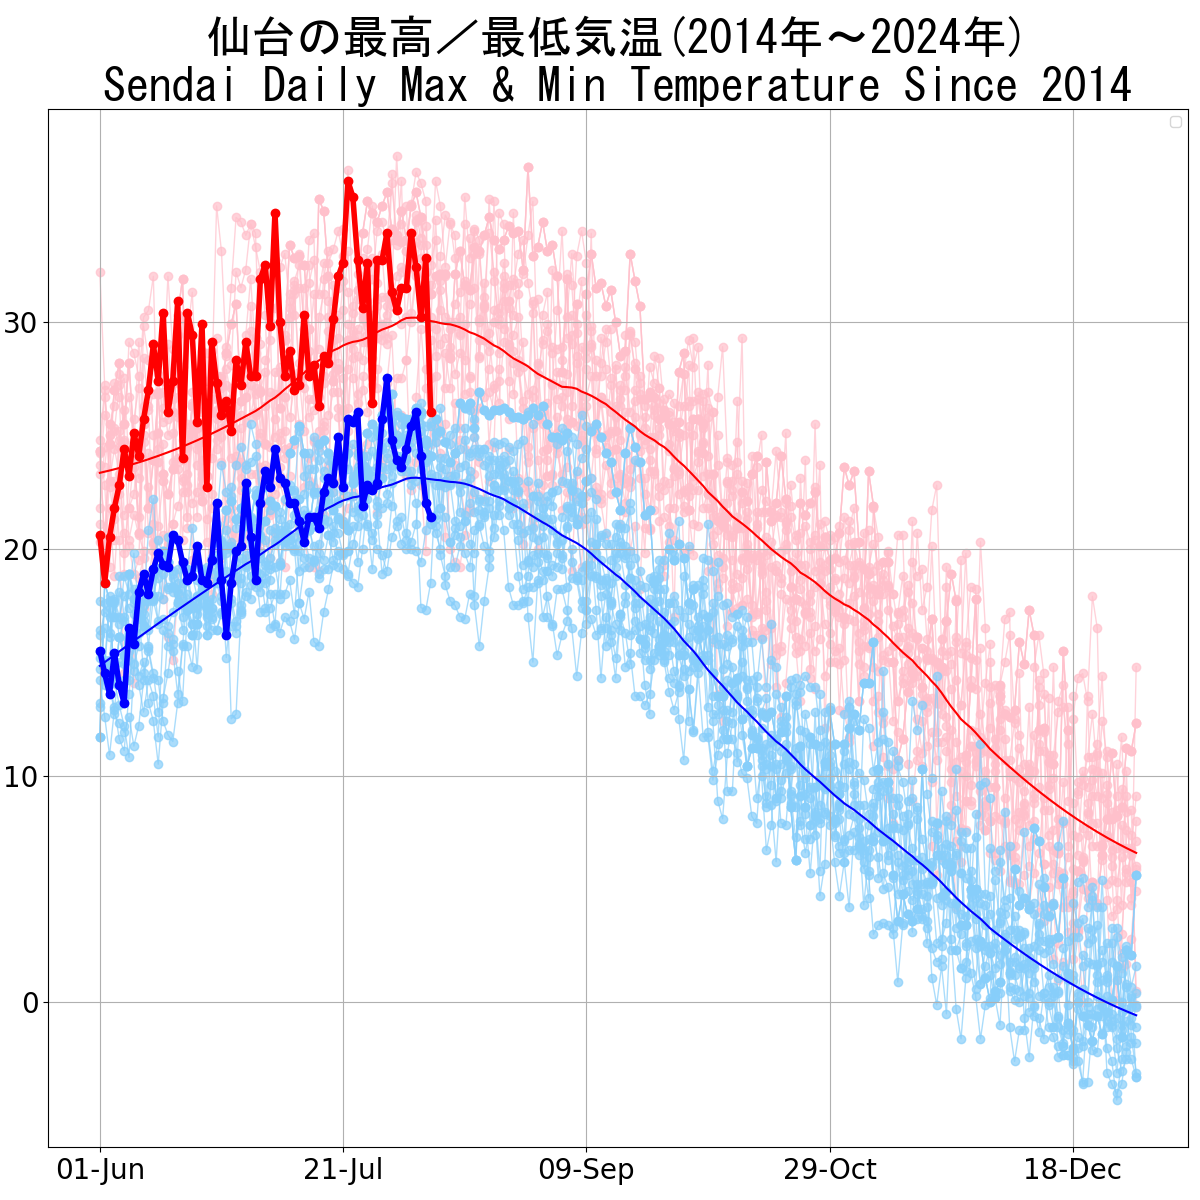 仙台の最高／最低気温(2014年～2024年)
Sendai Daily Max & Min Temperature Since 2014
30
20
10
0
01-Jun 21-Jul 09-Sep 29-Oct 18-Dec